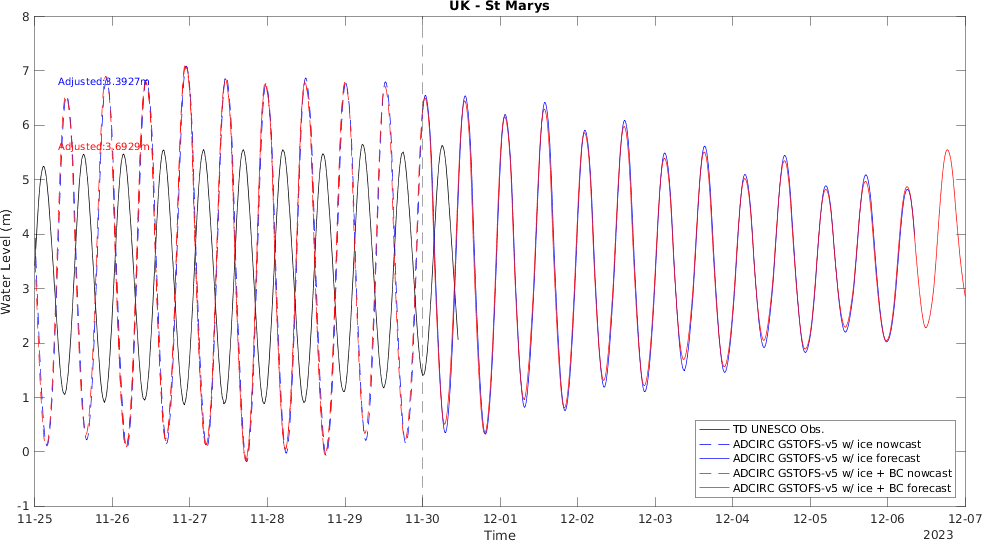 UK - St Marys
8
7
6
5
4
3
2
1
0
-1
Water Level (m)
Adjusted:3.3927m
Adjusted:3.6929m
TD UNESCO Obs.
ADCIRC GSTOFS-v5 w/ ice nowcast
ADCIRC GSTOFS-v5 w/ ice forecast
ADCIRC GSTOFS-v5 w/ ice + BC nowcast
ADCIRC GSTOFS-v5 w/ ice + BC forecast
11-25 11-26 11-27 11-28 11-29 11-30 12-01 12-02 12-03 12-04 12-05 12-06 12-07
Time
2023